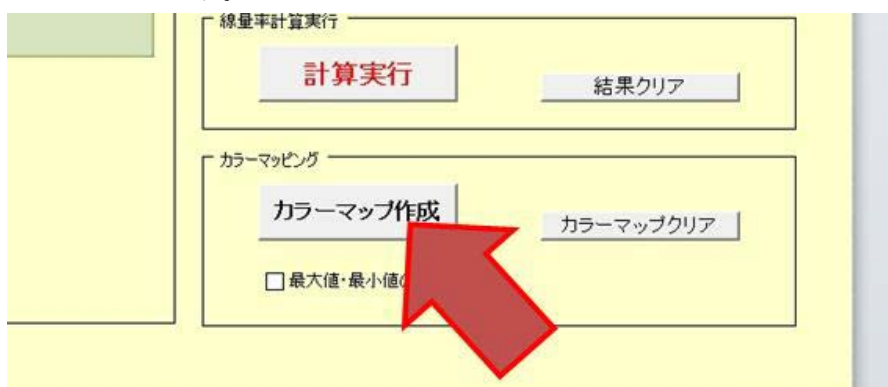 線量率計算実行
計算実行
結果クリア
カラーマッピング
カラーマップ作成
カラーマップクリア
最大値・最小値の